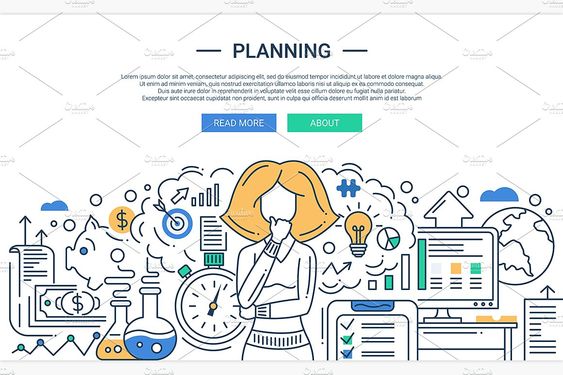 PLANNING
Lorem ipsum dolor sit amet, consectetur adipiscing elit, sed do eiusmod tempor incididunt ut labore et dolore magna aliqua.
Ut enim ad minim veniam, quis nostrud exercitation ullamco laboris nisi ut aliquip ex ea commodo consequat.
Duis aute irure dolor in reprehenderit in voluptate velit esse cillum dolore eu fugiat nulla pariatur.
Excepteur sint occaecat cupidatat non proident, sunt in culpa qui officia deserunt mollit anim id est laborum
READ MORE
ABOUT